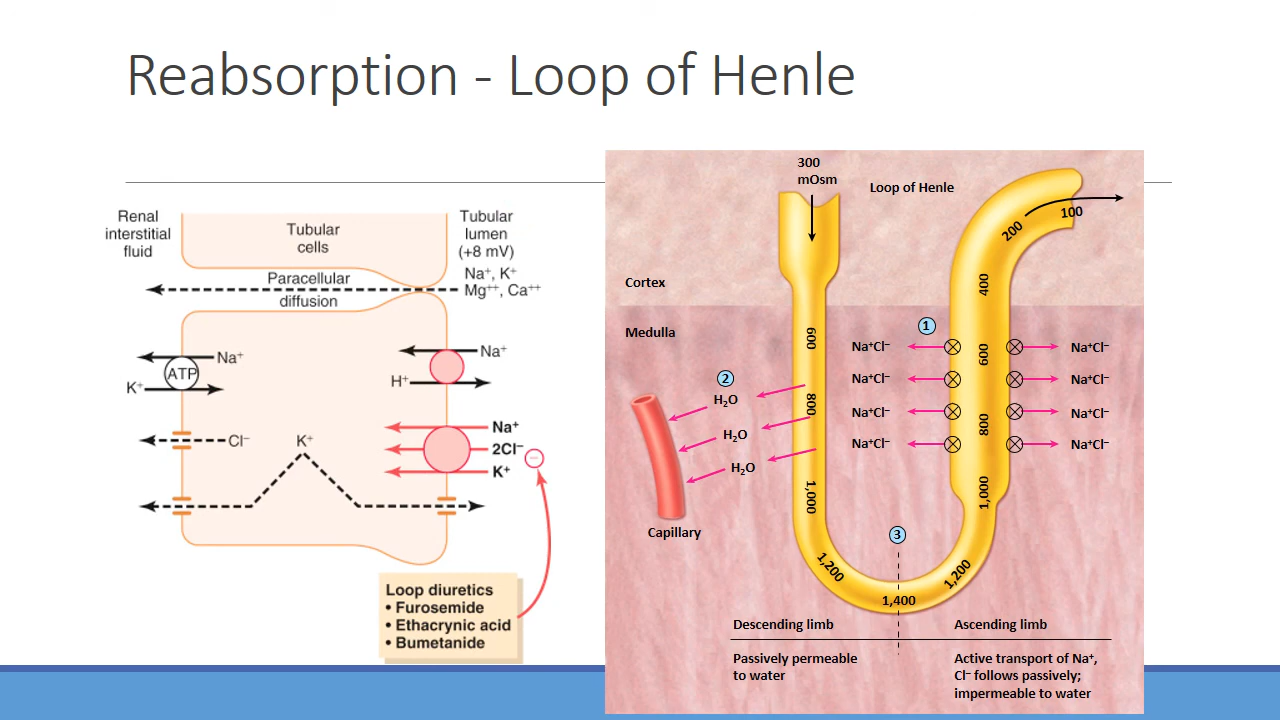 Reabsorption - Loop of Henle
Renal
interstitial
fluid
Tubular
cells
Tubular
lumen
(+8 mV)
Paracellular
diffusion
Na⁺, K⁺
Mg⁺⁺, Ca⁺⁺
Na⁺
ATP
K⁺
Na⁺
H⁺
Cl⁻
K⁺
Na⁺
2Cl⁻
K⁺
−
Loop diuretics
• Furosemide
• Ethacrynic acid
• Bumetanide
300
mOsm
Loop of Henle
100
200
400
Cortex
Medulla
1
600
600
Na⁺Cl⁻
Na⁺Cl⁻
Na⁺Cl⁻
Na⁺Cl⁻
Na⁺Cl⁻
Na⁺Cl⁻
Na⁺Cl⁻
Na⁺Cl⁻
2
H₂O
H₂O
H₂O
800
800
1,000
1,000
Capillary
3
1,200
1,200
1,400
Descending limb
Ascending limb
Passively permeable
to water
Active transport of Na⁺,
Cl⁻ follows passively;
impermeable to water